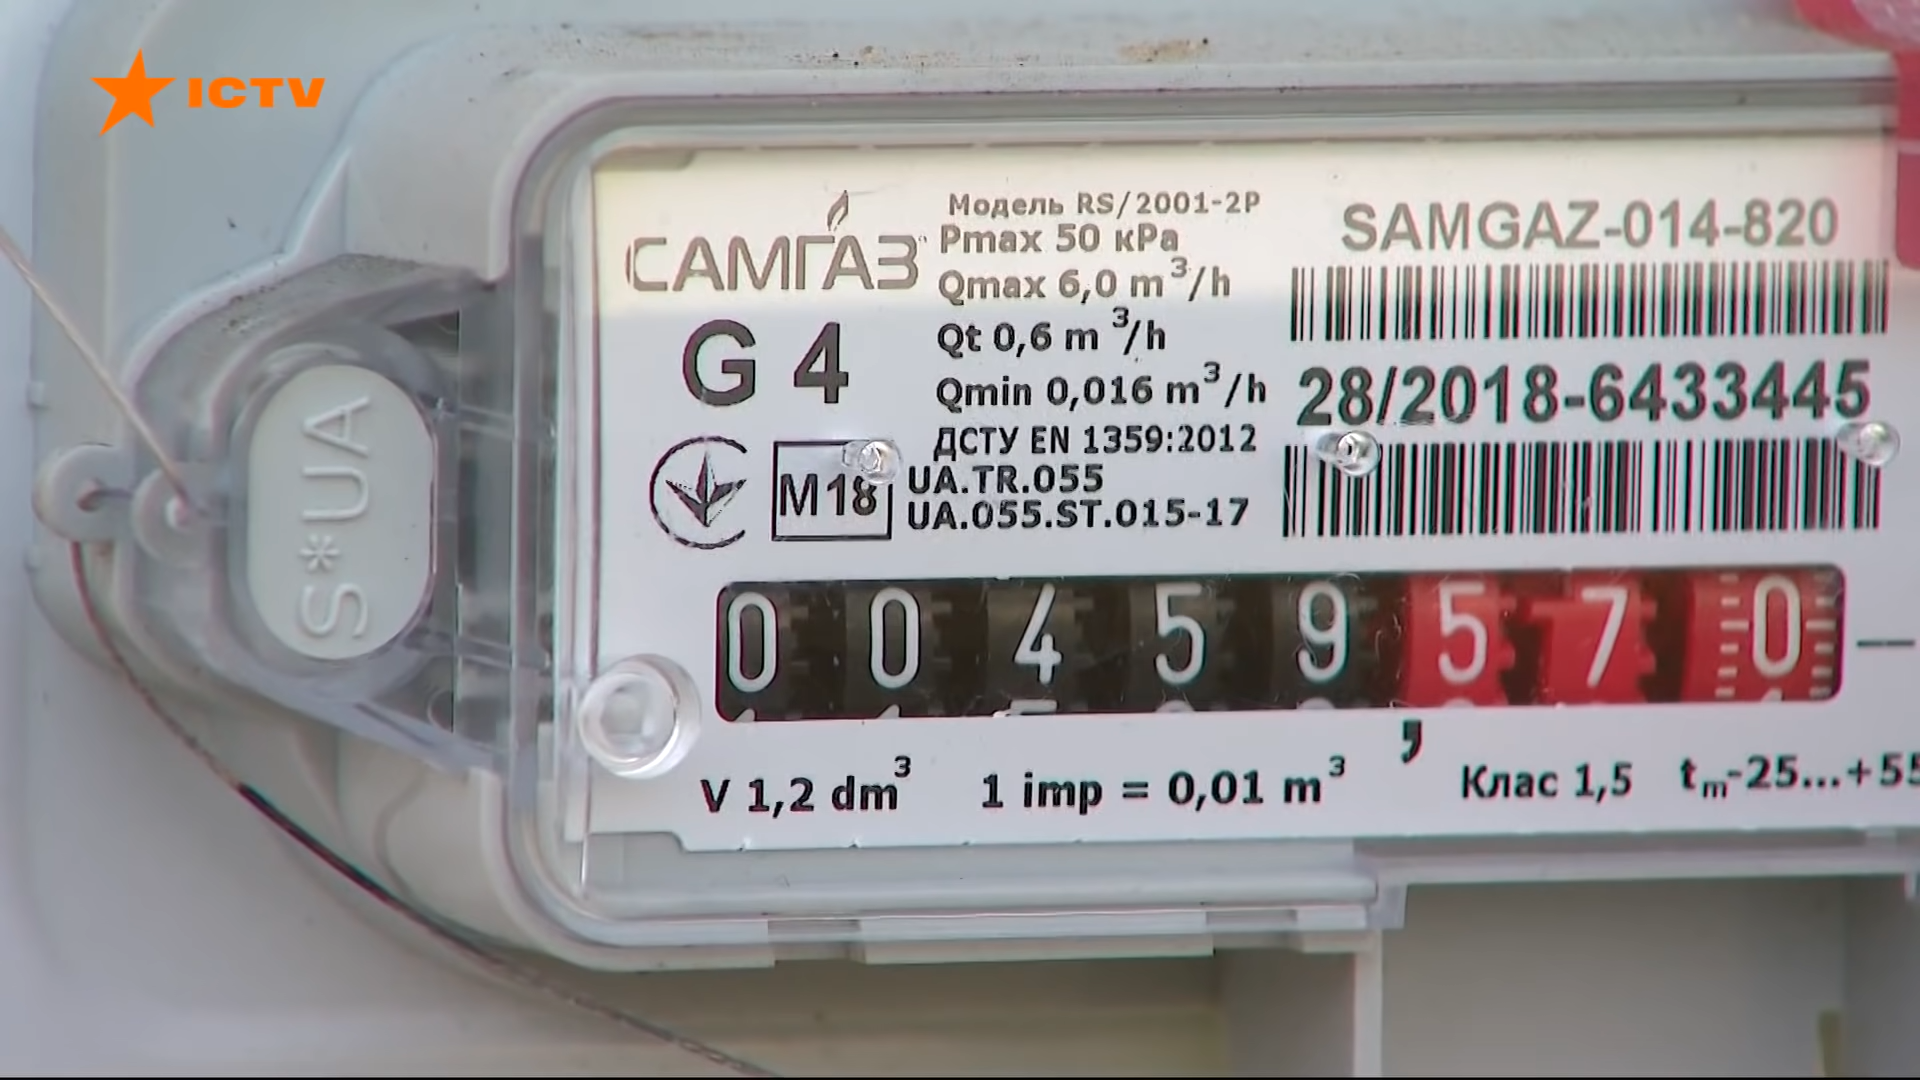 ICTV
САМГАЗ
G 4
M18
S*UA
Модель RS/2001-2P
Pmax 50 кPa
Qmax 6,0 m³/h
Qt 0,6 m³/h
Qmin 0,016 m³/h
ДСТУ EN 1359:2012
UA.TR.055
UA.055.ST.015-17
SAMGAZ-014-820
28/2018-6433445
0 0 4 5 9 5 7 0
,
V 1,2 dm³ 1 imp = 0,01 m³ Клас 1,5 tm-25...+55